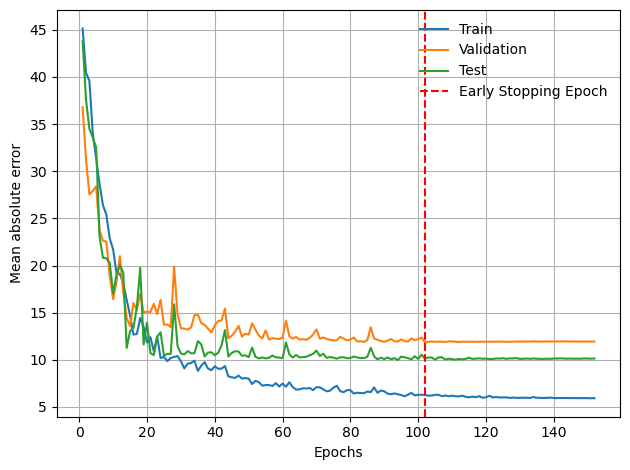 Mean absolute error
45
40
35
30
25
20
15
10
5
Train
Validation
Test
Early Stopping Epoch
0 20 40 60 80 100 120 140
Epochs